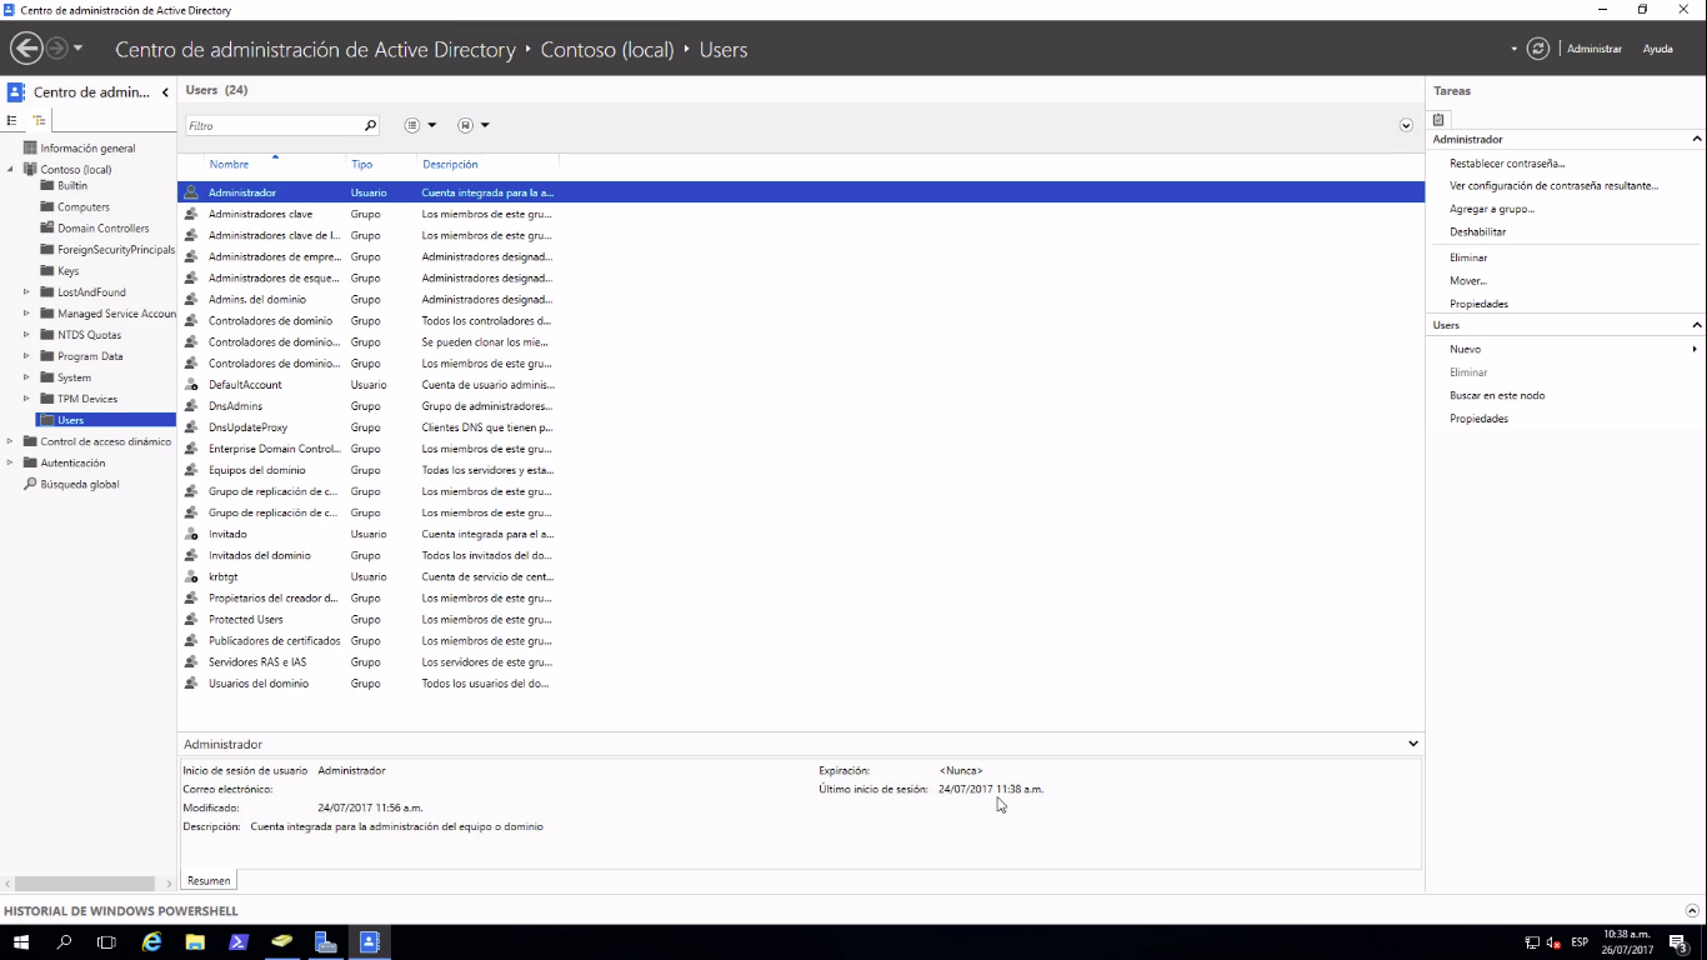 Centro de administración de Active Directory
Centro de administración de Active Directory · Contoso (local) · Users
Administrar
Ayuda
Centro de admin...
Información general
Contoso (local)
Builtin
Computers
Domain Controllers
ForeignSecurityPrincipals
Keys
LostAndFound
Managed Service Accoun
NTDS Quotas
Program Data
System
TPM Devices
Users
Control de acceso dinámico
Autenticación
Búsqueda global
Users (24)
Filtro
Nombre Tipo Descripción
Administrador Usuario Cuenta integrada para la a...
Administradores clave Grupo Los miembros de este gru...
Administradores clave de l... Grupo Los miembros de este gru...
Administradores de empre... Grupo Administradores designad...
Administradores de esque... Grupo Administradores designad...
Admins. del dominio Grupo Administradores designad...
Controladores de dominio Grupo Todos los controladores d...
Controladores de dominio... Grupo Se pueden clonar los mie...
Controladores de dominio... Grupo Los miembros de este gru...
DefaultAccount Usuario Cuenta de usuario adminis...
DnsAdmins Grupo Grupo de administradores...
DnsUpdateProxy Grupo Clientes DNS que tienen p...
Enterprise Domain Control... Grupo Los miembros de este gru...
Equipos del dominio Grupo Todas los servidores y esta...
Grupo de replicación de c... Grupo Los miembros de este gru...
Grupo de replicación de c... Grupo Los miembros de este gru...
Invitado Usuario Cuenta integrada para el a...
Invitados del dominio Grupo Todos los invitados del do...
krbtgt Usuario Cuenta de servicio de cent...
Propietarios del creador d... Grupo Los miembros de este gru...
Protected Users Grupo Los miembros de este gru...
Publicadores de certificados Grupo Los miembros de este gru...
Servidores RAS e IAS Grupo Los servidores de este gru...
Usuarios del dominio Grupo Todos los usuarios del do...
Administrador
Inicio de sesión de usuario Administrador
Correo electrónico:
Modificado: 24/07/2017 11:56 a.m.
Descripción: Cuenta integrada para la administración del equipo o dominio
Expiración: <Nunca>
Último inicio de sesión: 24/07/2017 11:38 a.m.
Resumen
Tareas
Administrador
Restablecer contraseña...
Ver configuración de contraseña resultante...
Agregar a grupo...
Deshabilitar
Eliminar
Mover...
Propiedades
Users
Nuevo
Eliminar
Buscar en este nodo
Propiedades
HISTORIAL DE WINDOWS POWERSHELL
ESP
10:38 a.m.
26/07/2017
3